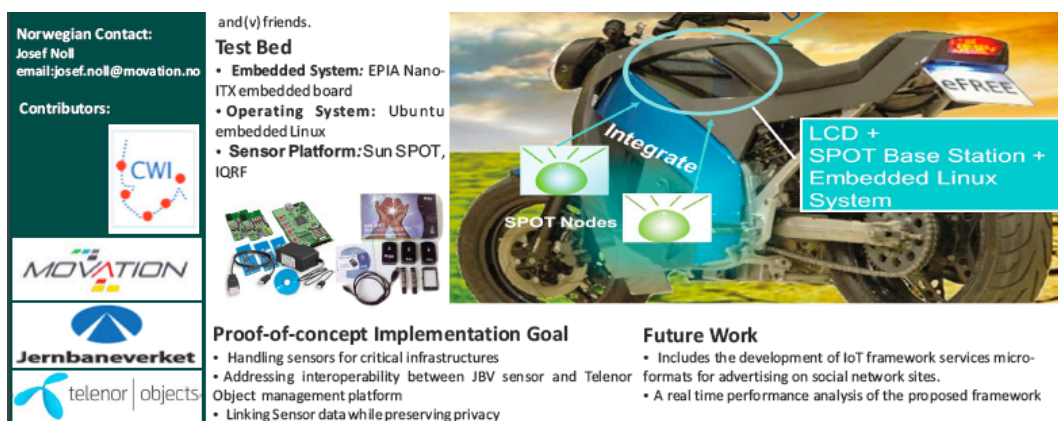 Norwegian Contact:
Josef Noll
email:josef.noll@movation.no
Contributors:
CWI
MOVATION
Jernbaneverket
telenor | objects
and (v) friends.
Test Bed
• Embedded System: EPIA Nano-
ITX embedded board
• Operating System: Ubuntu
embedded Linux
• Sensor Platform: Sun SPOT,
IQRF
eFREE
Integrate
SPOT Nodes
LCD +
SPOT Base Station +
Embedded Linux
System
Proof-of-concept Implementation Goal
• Handling sensors for critical infrastructures
• Addressing interoperability between JBV sensor and Telenor
Object management platform
• Linking Sensor data while preserving privacy
Future Work
• Includes the development of IoT framework services micro-
formats for advertising on social network sites.
• A real time performance analysis of the proposed framework